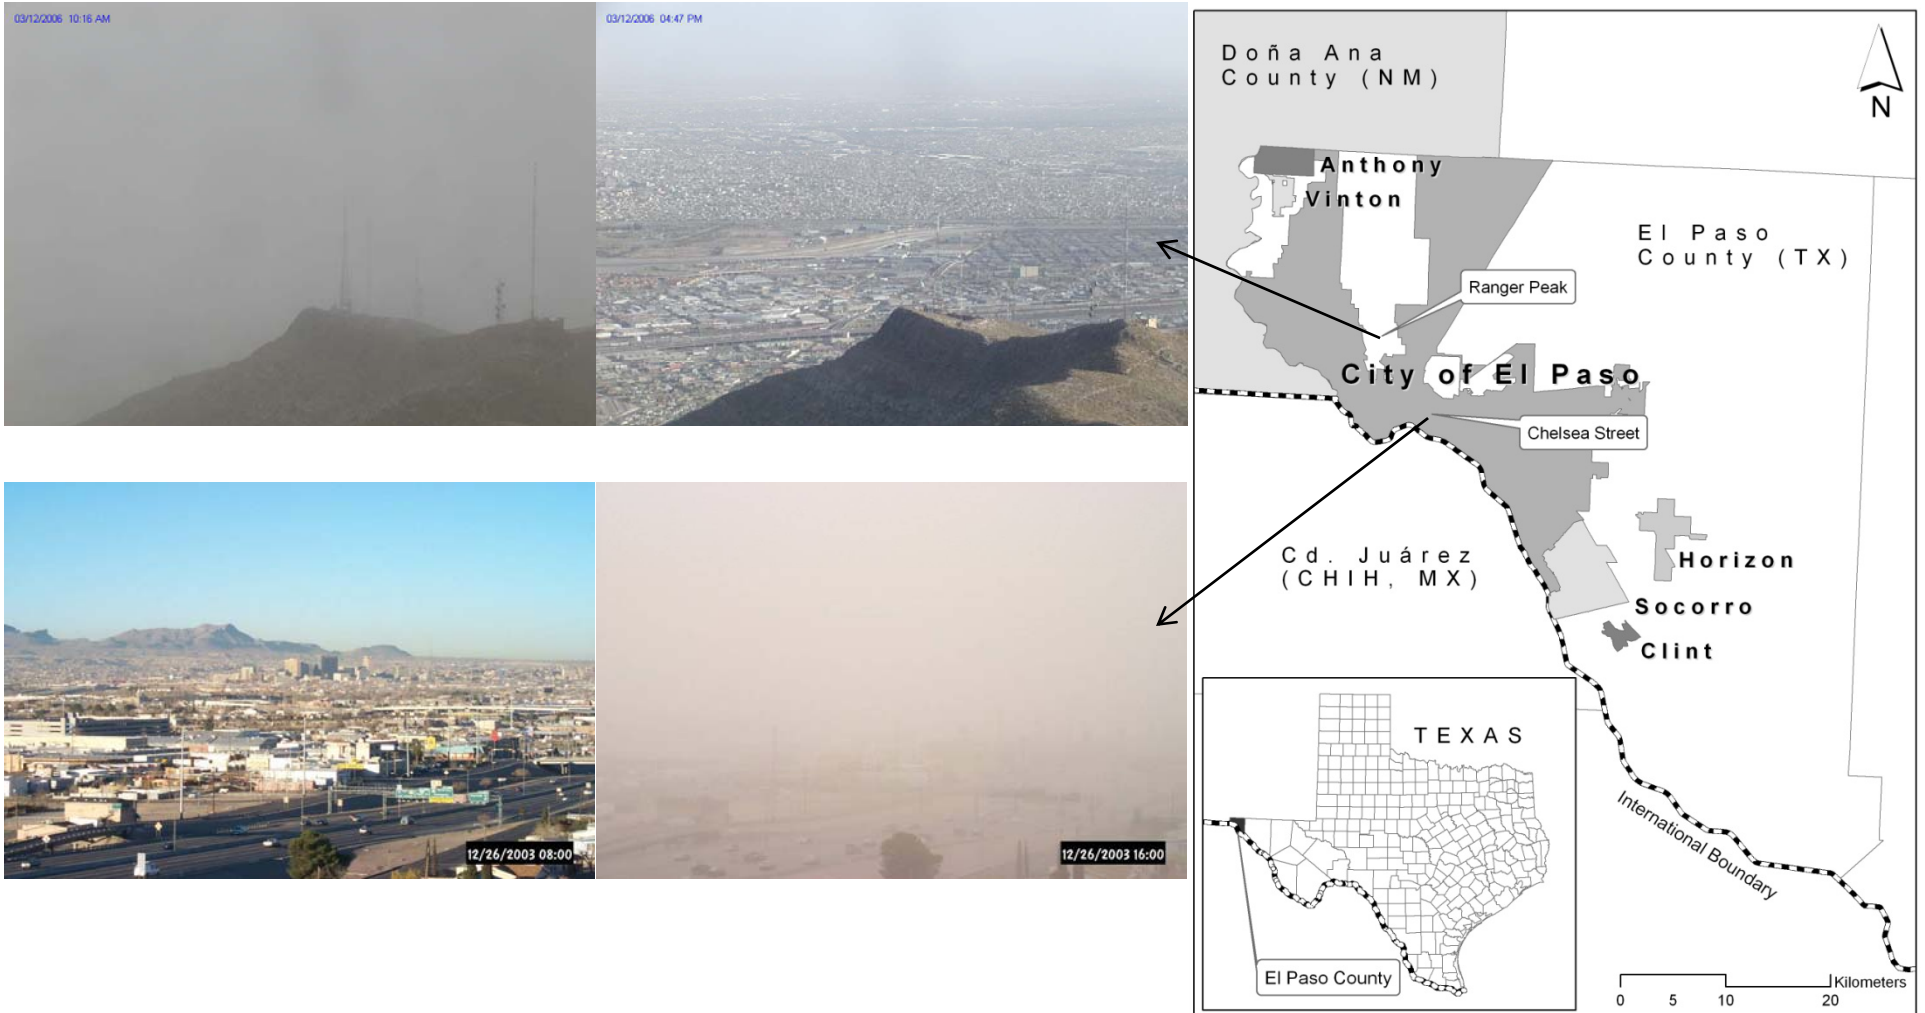 03/12/2006 10:16 AM
03/12/2006 04:47 PM
12/26/2003 08:00
12/26/2003 16:00
Doña Ana
County (NM)
N
Anthony
Vinton
El Paso
County (TX)
Ranger Peak
City of El Paso
Chelsea Street
Cd. Juárez
(CHIH, MX)
Horizon
Socorro
Clint
TEXAS
International Boundary
El Paso County
Kilometers
0 5 10 20